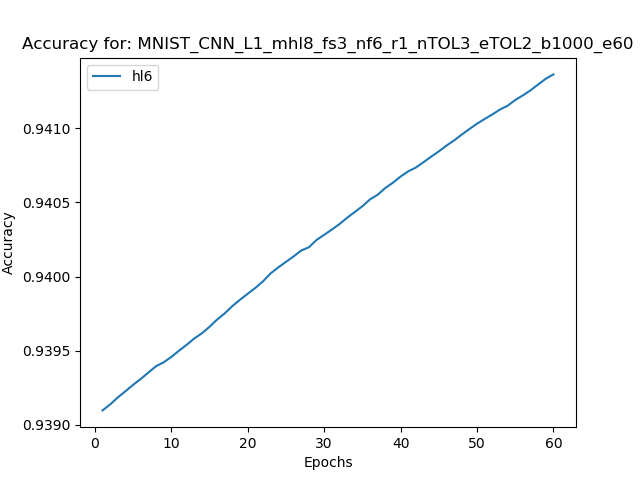 Accuracy for: MNIST_CNN_L1_mhl8_fs3_nf6_r1_nTOL3_eTOL2_b1000_e60
hl6
0.9410
0.9405
0.9400
0.9395
0.9390
Accuracy
0 10 20 30 40 50 60
Epochs